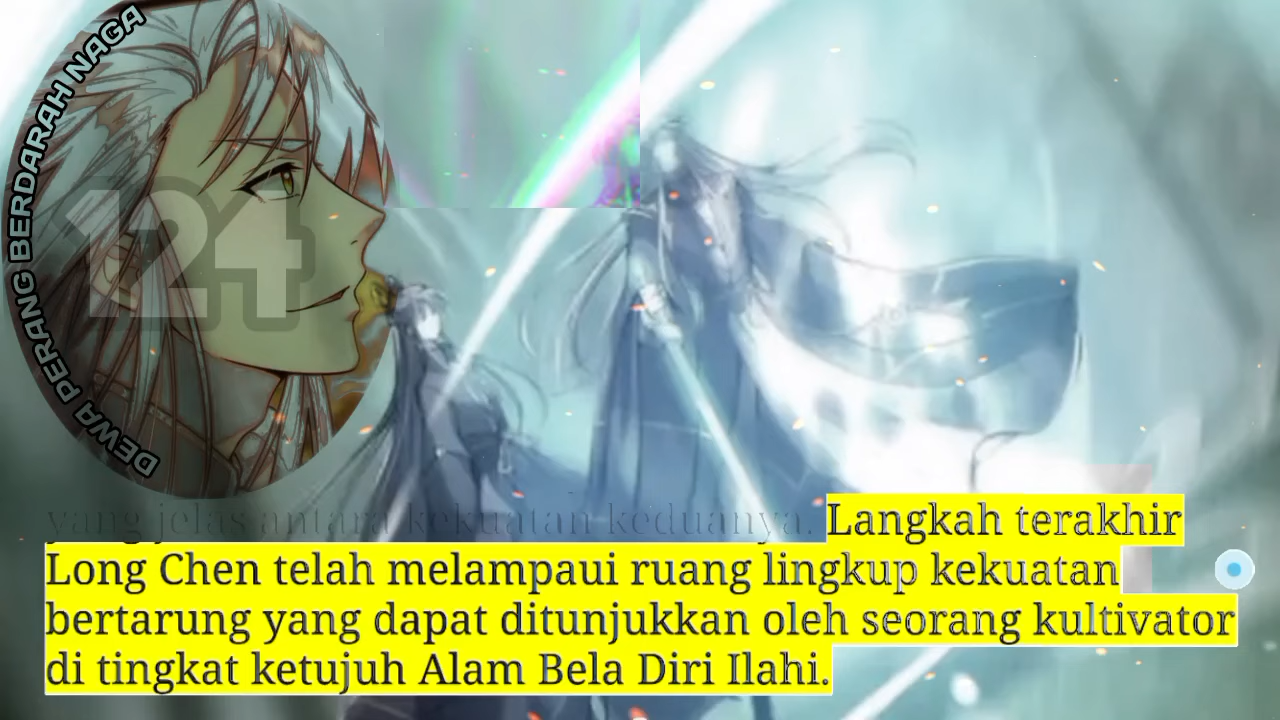 DEWA PERANG BERDARAH NAGA
124
yang jelas antara kekuatan keduanya. Langkah terakhir
Long Chen telah melampaui ruang lingkup kekuatan
bertarung yang dapat ditunjukkan oleh seorang kultivator
di tingkat ketujuh Alam Bela Diri Ilahi.